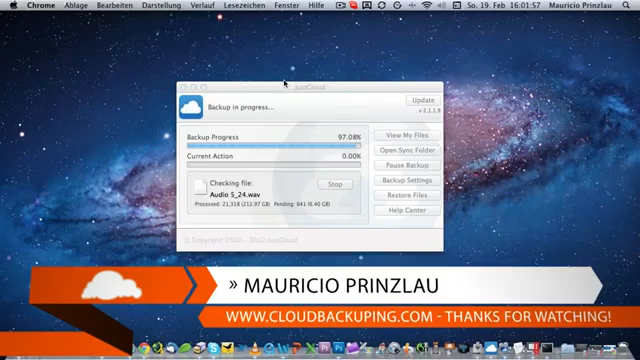 Chrome Ablage Bearbeiten Darstellung Verlauf Lesezeichen Fenster Hilfe So. 19. Feb 16:01:57 Mauricio Prinzlau
JustCloud
Backup in progress...
Update
v 2.1.1.9
Backup Progress 97.08%
Current Action 0.00%
Checking file:
Audio 5_24.wav
Stop
Processed: 21,318 (212.97 GB) Pending: 641 (6.40 GB)
View My Files
Open Sync Folder
Pause Backup
Backup Settings
Restore Files
Help Center
© Copyright 2010 - 2012 JustCloud
» MAURICIO PRINZLAU
WWW.CLOUDBACKUPING.COM - THANKS FOR WATCHING!